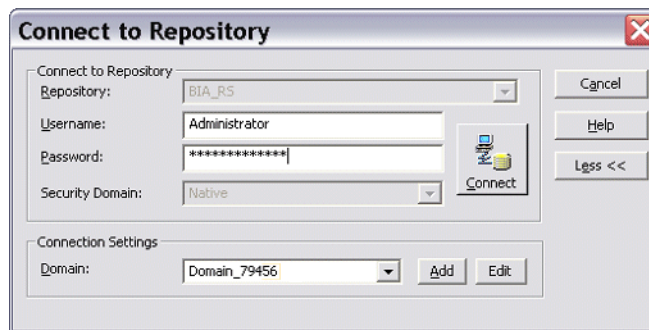 Connect to Repository
Connect to Repository
Repository: BIA_RS
Username: Administrator
Password: *************
Security Domain: Native
Connect
Cancel
Help
Less <<
Connection Settings
Domain: Domain_79456 Add Edit